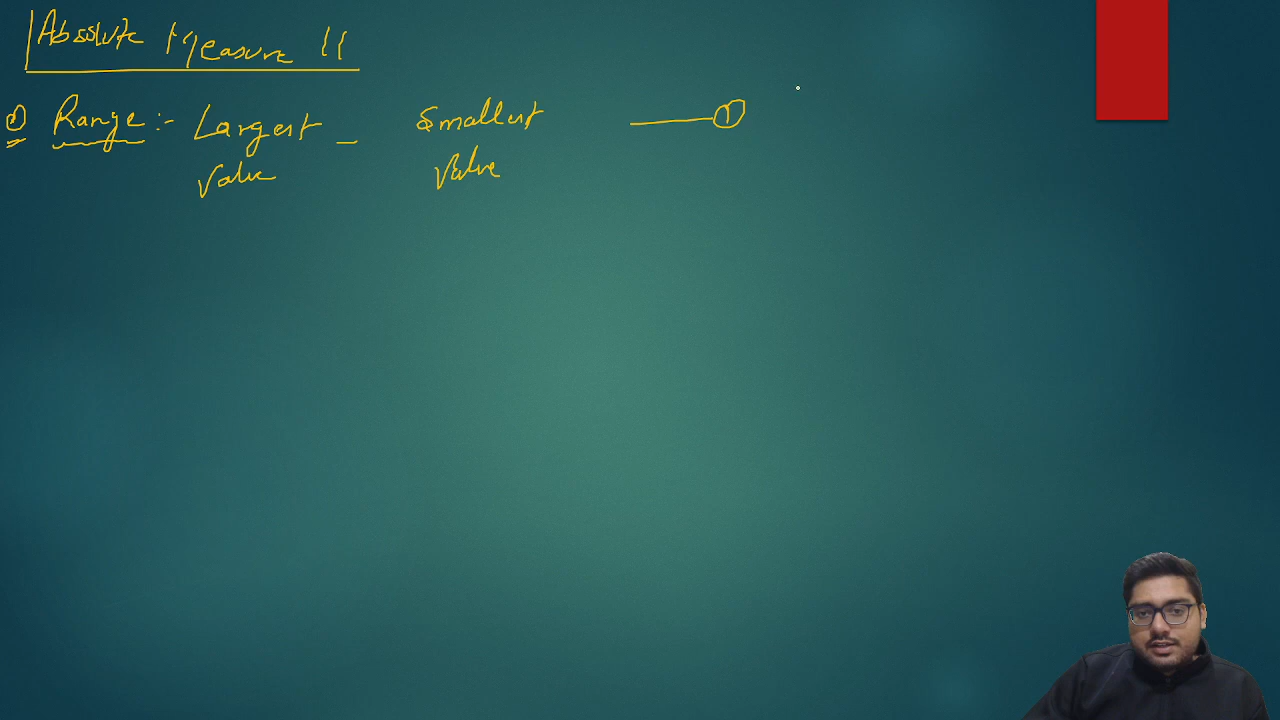 Absolute Measure !!
① Range :- Largest - Smallest ——①
Value Value